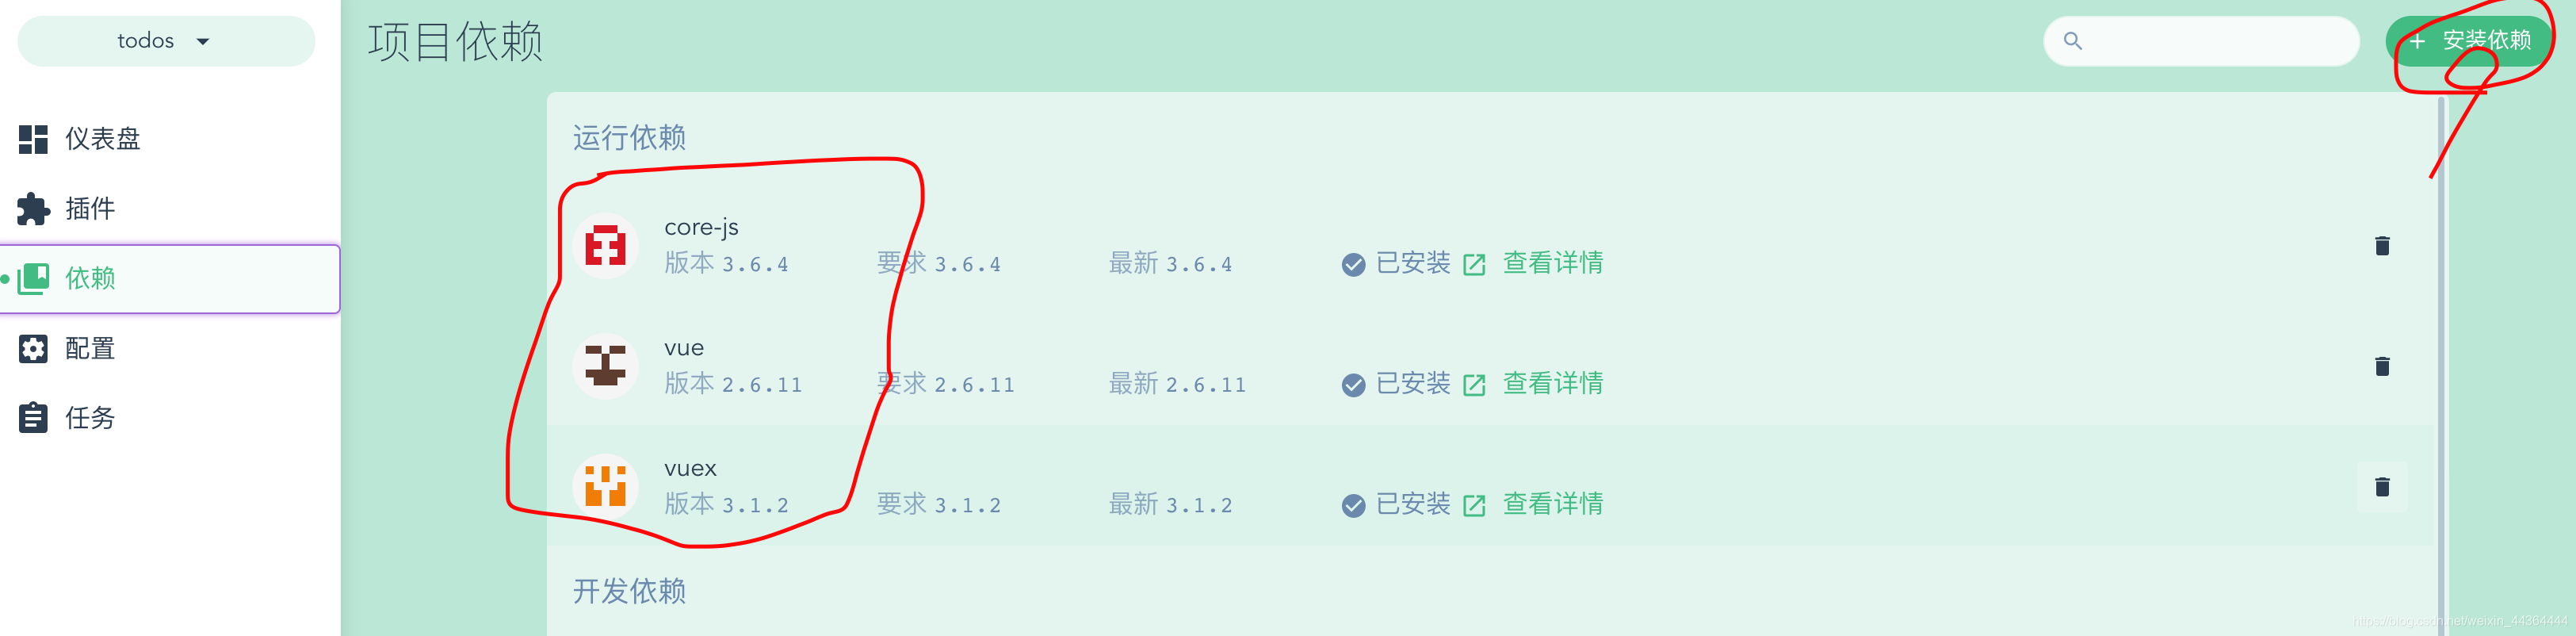 todos
项目依赖
安装依赖
仪表盘
插件
依赖
配置
任务
运行依赖
core-js
版本 3.6.4 要求 3.6.4 最新 3.6.4 已安装 查看详情
vue
版本 2.6.11 要求 2.6.11 最新 2.6.11 已安装 查看详情
vuex
版本 3.1.2 要求 3.1.2 最新 3.1.2 已安装 查看详情
开发依赖
https://blog.csdn.net/weixin_44364444